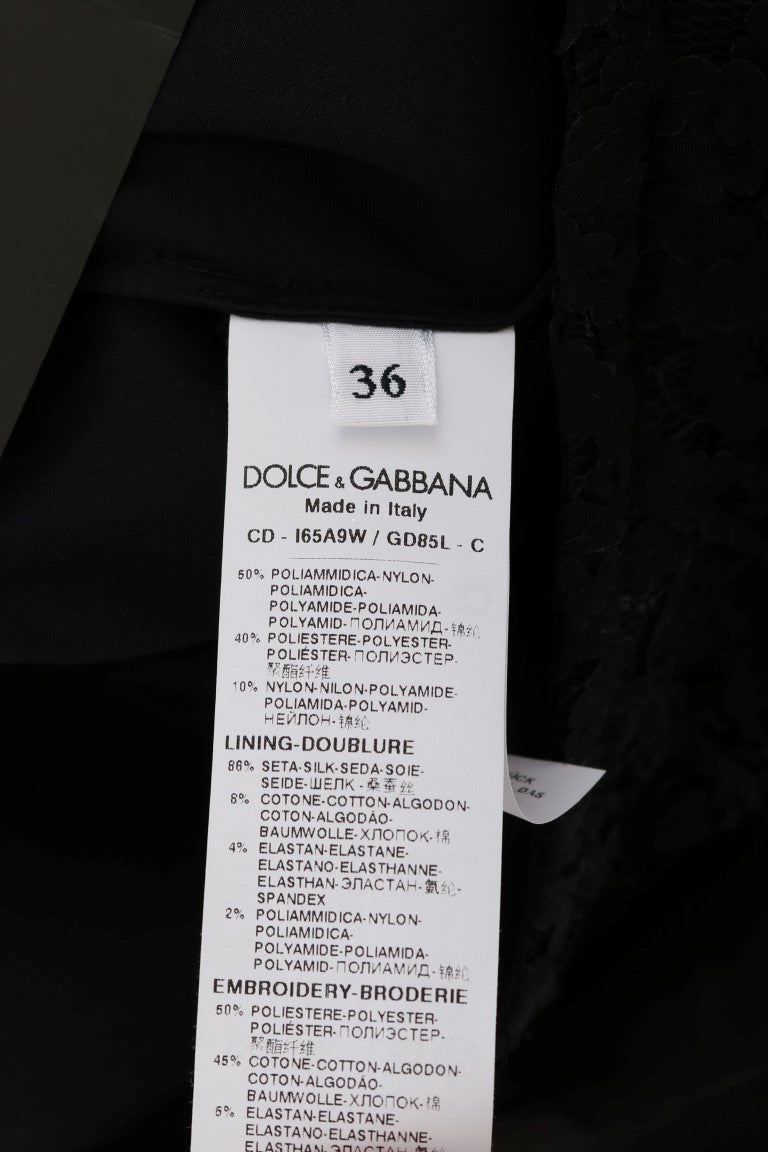 36
DOLCE & GABBANA
Made in Italy
CD - I65A9W / GD85L - C
50% POLIAMMIDICA-NYLON-
POLIAMIDICA-
POLYAMIDE-POLIAMIDA-
POLYAMID-ПОЛИАМИД-锦纶
40% POLIESTERE-POLYESTER-
POLIÉSTER-ПОЛИЭСТЕР-
聚酯纤维
10% NYLON-NILON-POLYAMIDE-
POLIAMIDA-POLYAMID-
НЕЙЛОН-锦纶
LINING-DOUBLURE
86% SETA-SILK-SEDA-SOIE-
SEIDE-ШЕЛК-桑蚕丝
8% COTONE-COTTON-ALGODON-
COTON-ALGODÃO-
BAUMWOLLE-ХЛОПОК-棉
4% ELASTAN-ELASTANE-
ELASTANO-ELASTHANNE-
ELASTHAN-ЭЛАСТАН-氨纶-
SPANDEX
2% POLIAMMIDICA-NYLON-
POLIAMIDICA-
POLYAMIDE-POLIAMIDA-
POLYAMID-ПОЛИАМИД-锦纶
EMBROIDERY-BRODERIE
50% POLIESTERE-POLYESTER-
POLIÉSTER-ПОЛИЭСТЕР-
聚酯纤维
45% COTONE-COTTON-ALGODON-
COTON-ALGODÃO-
BAUMWOLLE-ХЛОПОК-棉
5% ELASTAN-ELASTANE-
ELASTANO-ELASTHANNE-
ELASTHAN-ЭЛАСТАН-氨纶-
ÜCK
DAS